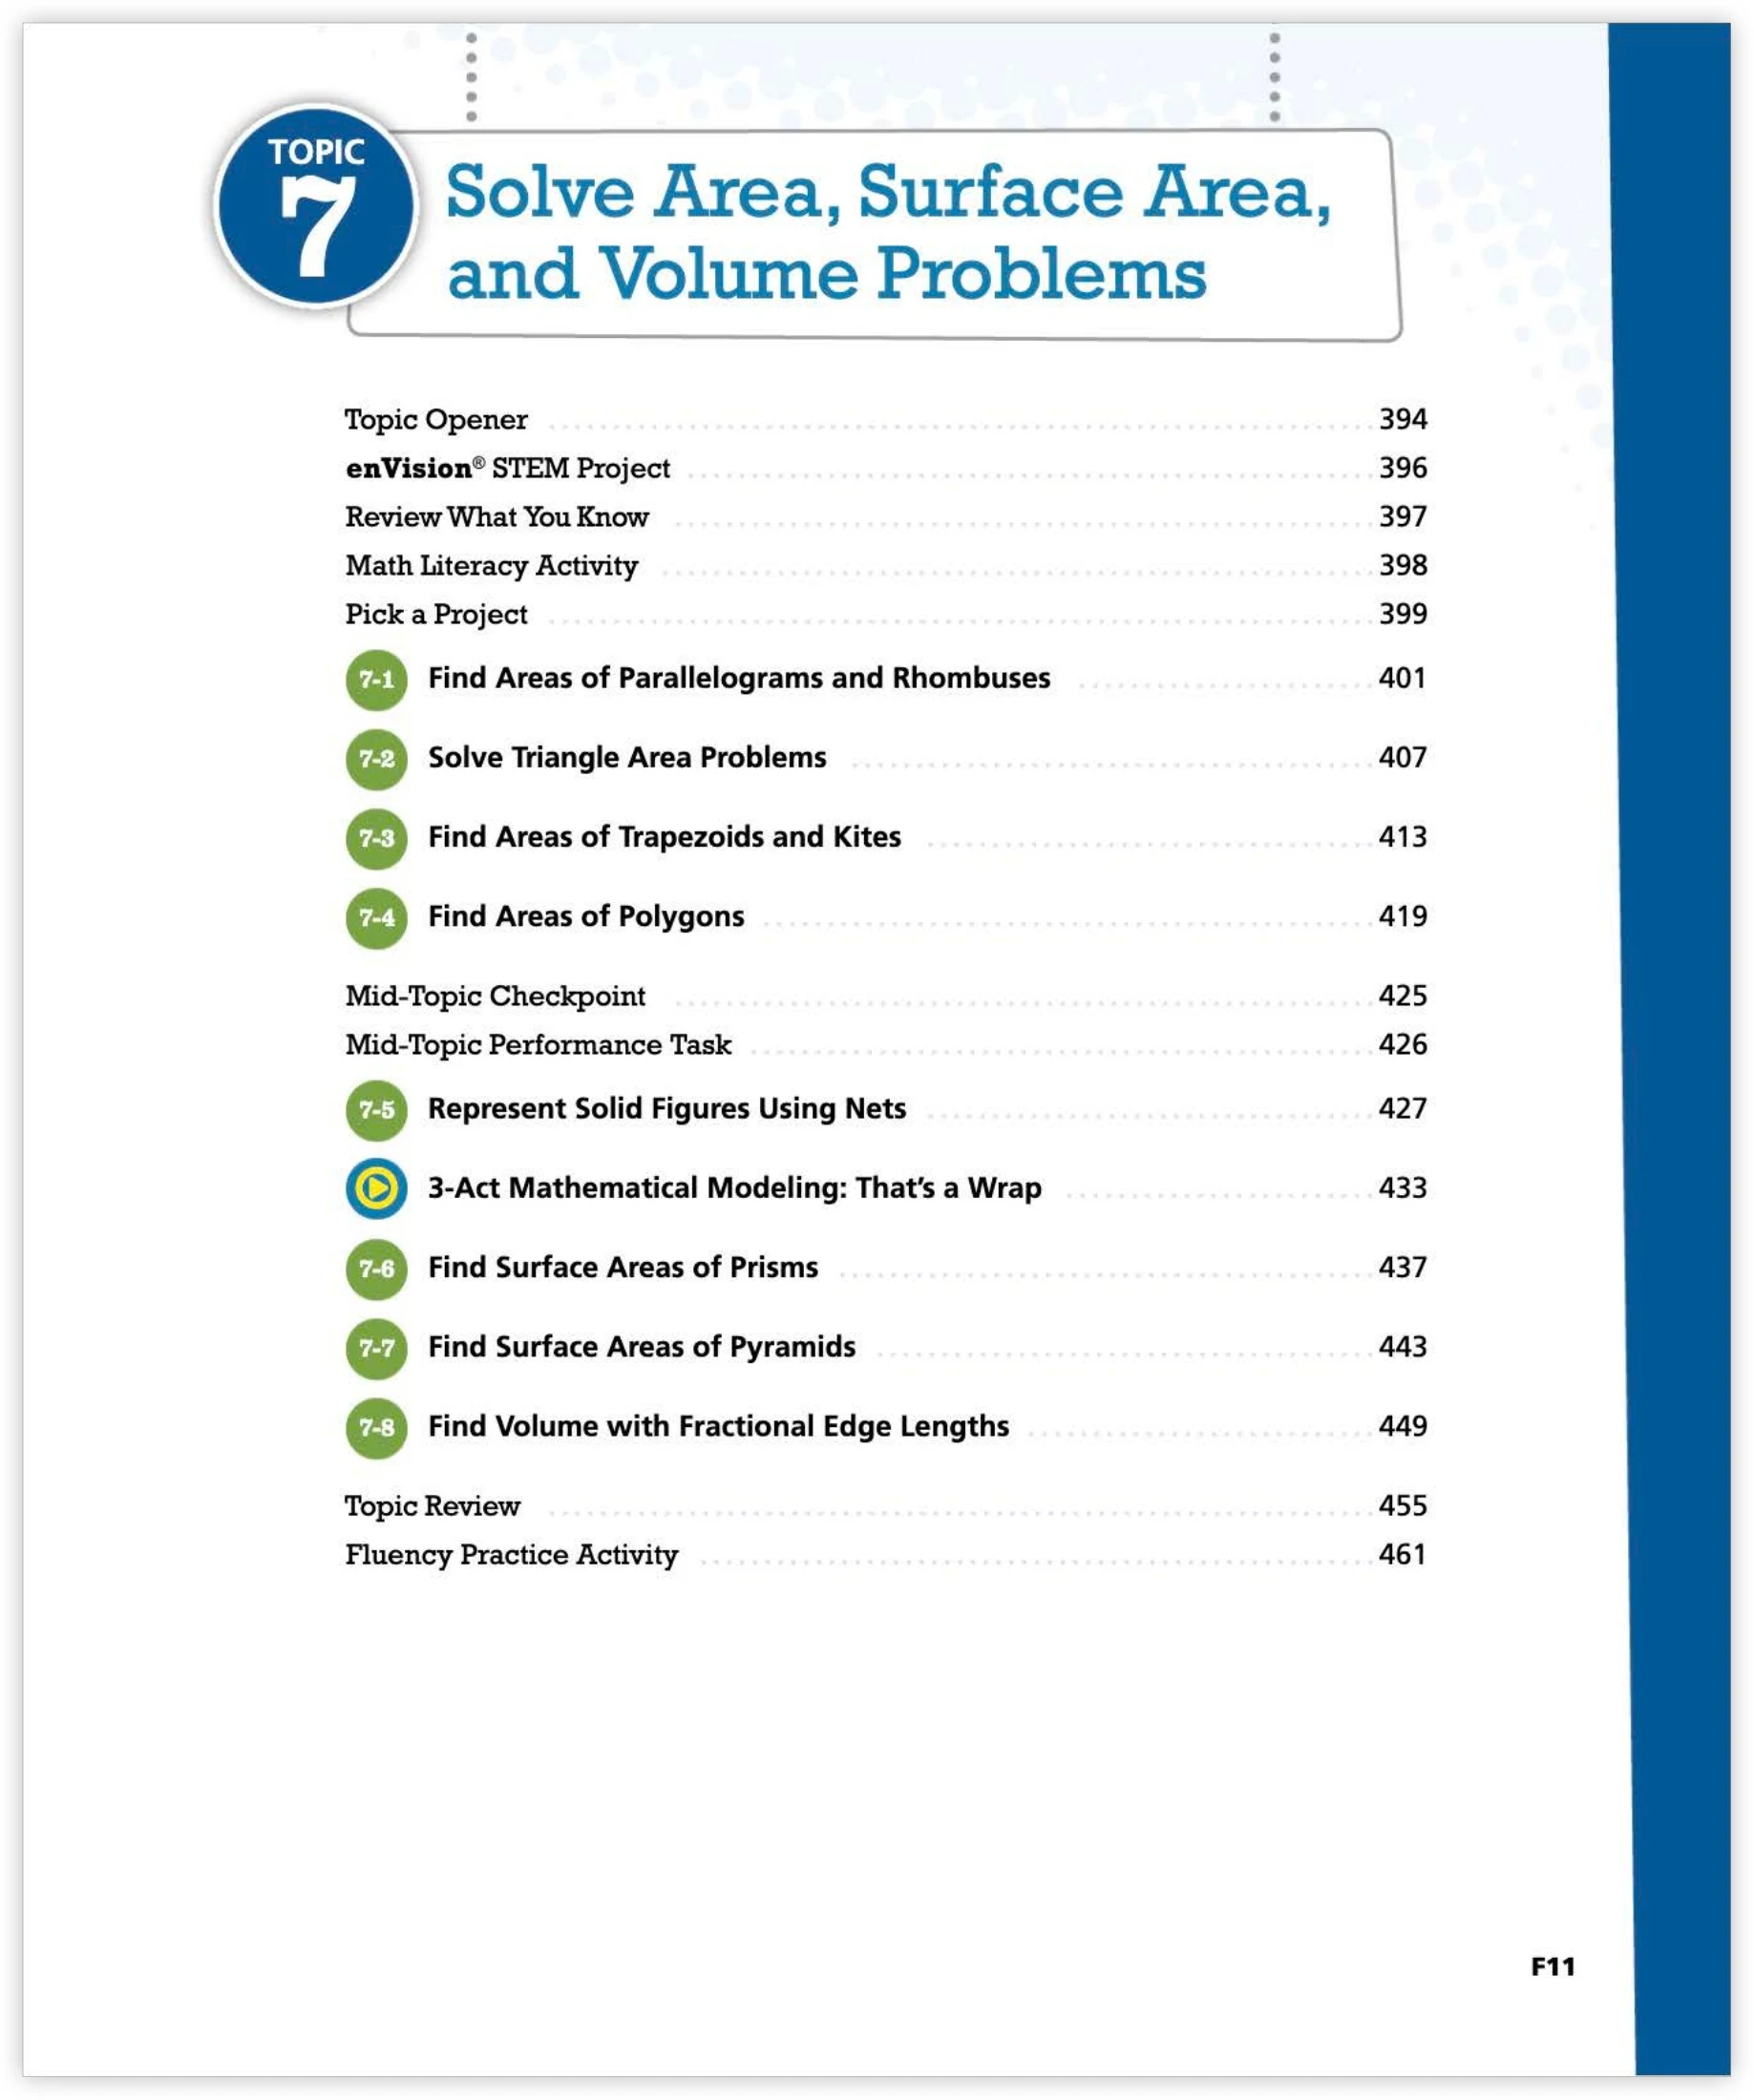 TOPIC
7
Solve Area, Surface Area,
and Volume Problems
Topic Opener 394
enVision® STEM Project 396
Review What You Know 397
Math Literacy Activity 398
Pick a Project 399
7-1 Find Areas of Parallelograms and Rhombuses 401
7-2 Solve Triangle Area Problems 407
7-3 Find Areas of Trapezoids and Kites 413
7-4 Find Areas of Polygons 419
Mid-Topic Checkpoint 425
Mid-Topic Performance Task 426
7-5 Represent Solid Figures Using Nets 427
3-Act Mathematical Modeling: That's a Wrap 433
7-6 Find Surface Areas of Prisms 437
7-7 Find Surface Areas of Pyramids 443
7-8 Find Volume with Fractional Edge Lengths 449
Topic Review 455
Fluency Practice Activity 461
F11